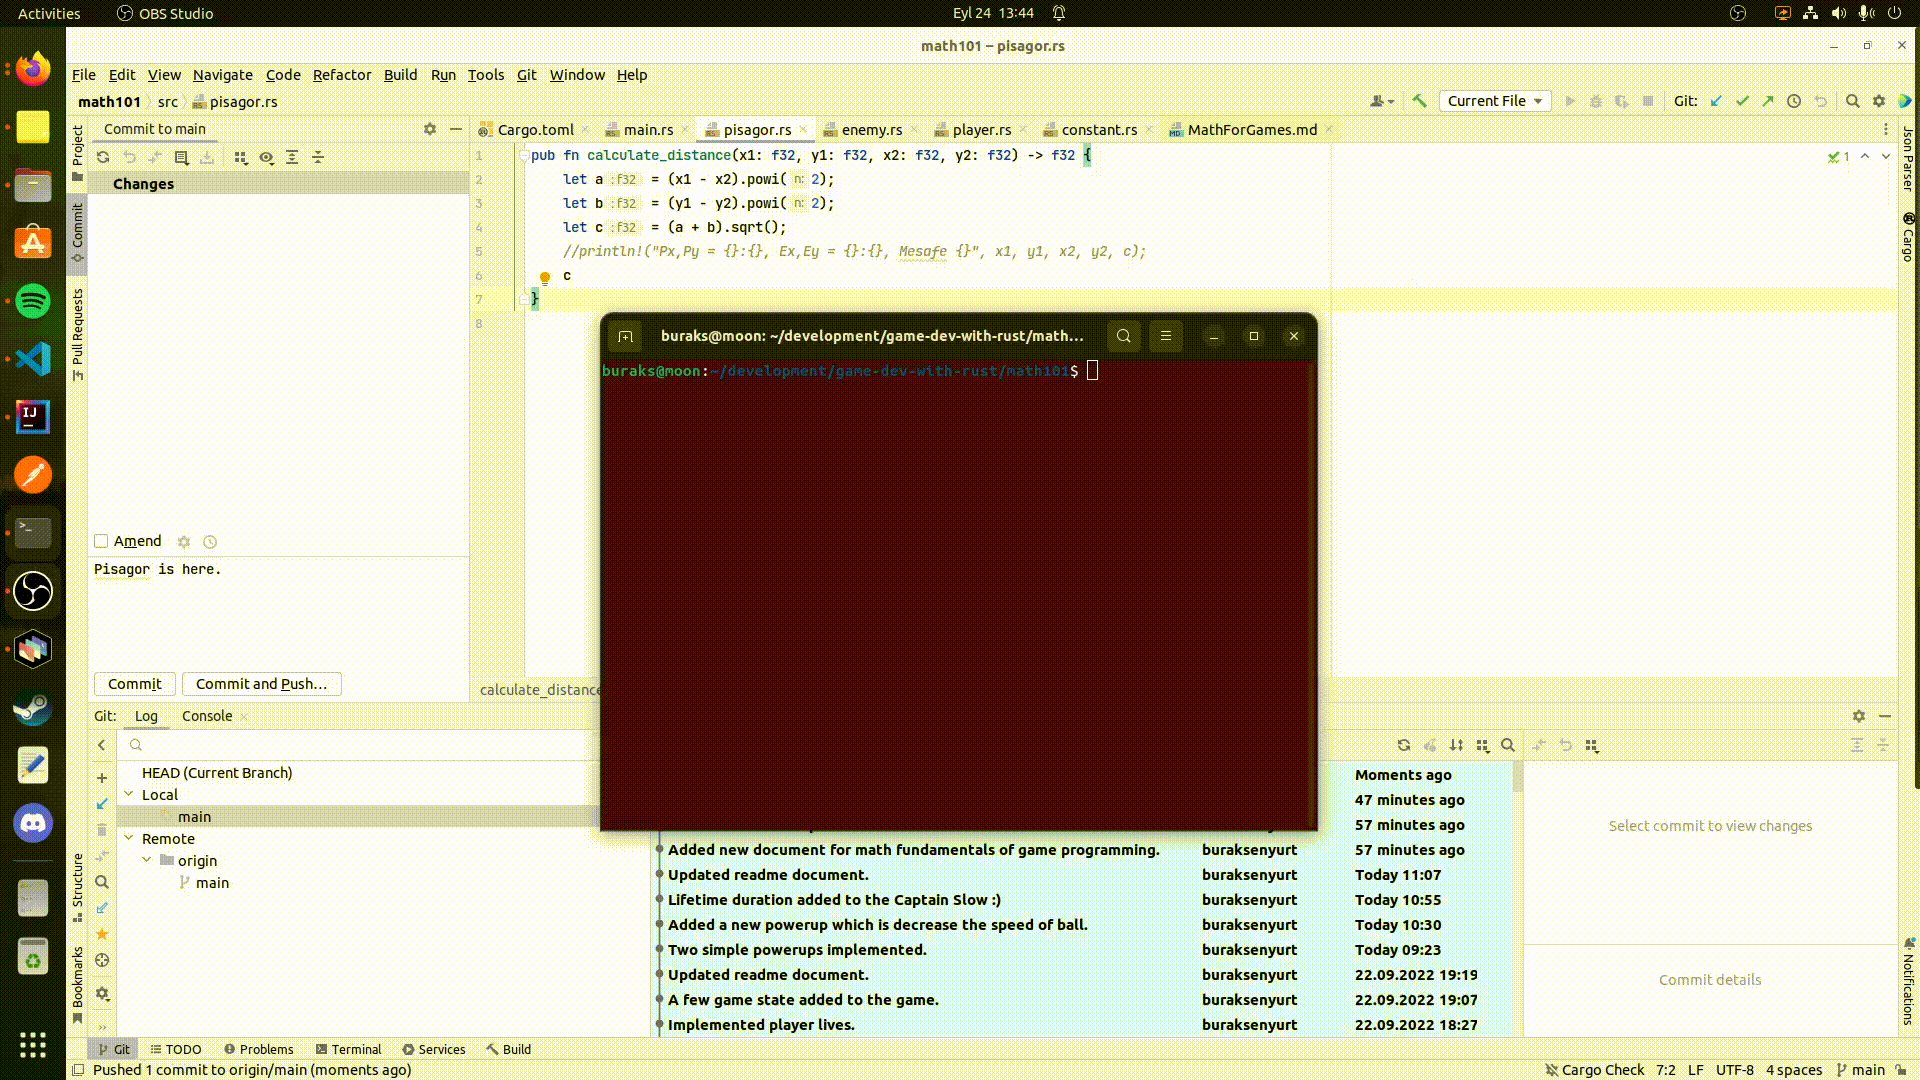 Activities
OBS Studio
Eyl 24 13:44
math101 – pisagor.rs
File Edit View Navigate Code Refactor Build Run Tools Git Window Help
math101 src pisagor.rs
Current File
Git:
Project
Commit
Pull Requests
Structure
Bookmarks
Commit to main
Changes
Amend
Pisagor is here.
Commit
Commit and Push...
Cargo.toml main.rs pisagor.rs enemy.rs player.rs constant.rs MathForGames.md
1 pub fn calculate_distance(x1: f32, y1: f32, x2: f32, y2: f32) -> f32 {
2 let a :f32 = (x1 - x2).powi( n: 2);
3 let b :f32 = (y1 - y2).powi( n: 2);
4 let c :f32 = (a + b).sqrt();
5 //println!("Px,Py = {}:{}, Ex,Ey = {}:{}, Mesafe {}", x1, y1, x2, y2, c);
6 c
7 }
8
1
calculate_distance
Json Parser
Cargo
Notifications
buraks@moon: ~/development/game-dev-with-rust/math...
buraks@moon:~/development/game-dev-with-rust/math101$
Git: Log Console
HEAD (Current Branch)
Local
main
Remote
origin
main
Moments ago
47 minutes ago
57 minutes ago
Added new document for math fundamentals of game programming. buraksenyurt 57 minutes ago
Updated readme document. buraksenyurt Today 11:07
Lifetime duration added to the Captain Slow :) buraksenyurt Today 10:55
Added a new powerup which is decrease the speed of ball. buraksenyurt Today 10:30
Two simple powerups implemented. buraksenyurt Today 09:23
Updated readme document. buraksenyurt 22.09.2022 19:19
A few game state added to the game. buraksenyurt 22.09.2022 19:07
Implemented player lives. buraksenyurt 22.09.2022 18:27
Select commit to view changes
Commit details
Git TODO Problems Terminal Services Build
Pushed 1 commit to origin/main (moments ago)
Cargo Check 7:2 LF UTF-8 4 spaces main